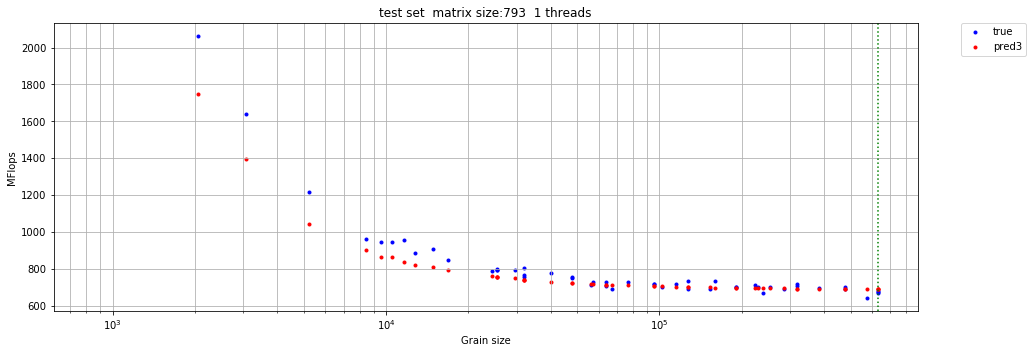 test set matrix size:793 1 threads
true
pred3
MFlops
2000
1800
1600
1400
1200
1000
800
600
10³
10⁴
10⁵
Grain size